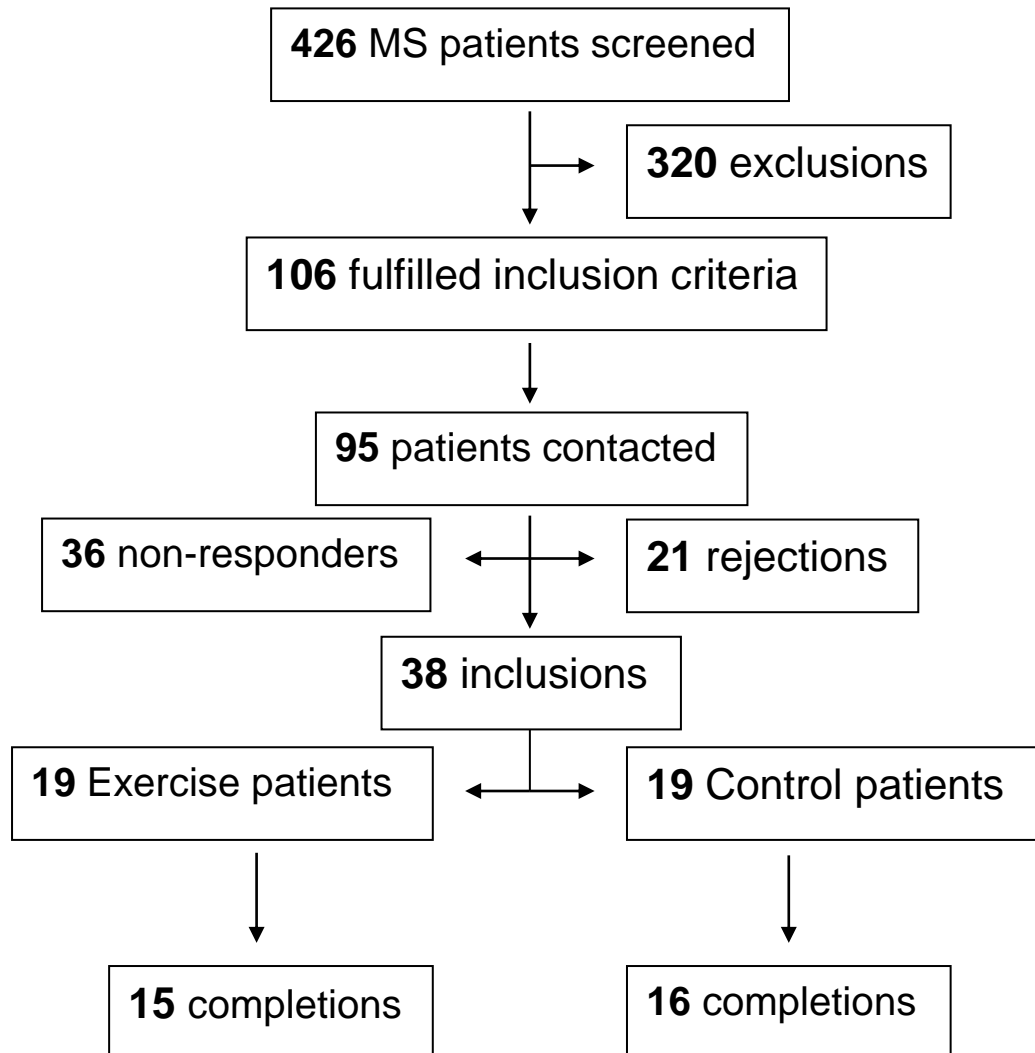 426 MS patients screened
320 exclusions
106 fulfilled inclusion criteria
95 patients contacted
36 non-responders
21 rejections
38 inclusions
19 Exercise patients
19 Control patients
15 completions
16 completions